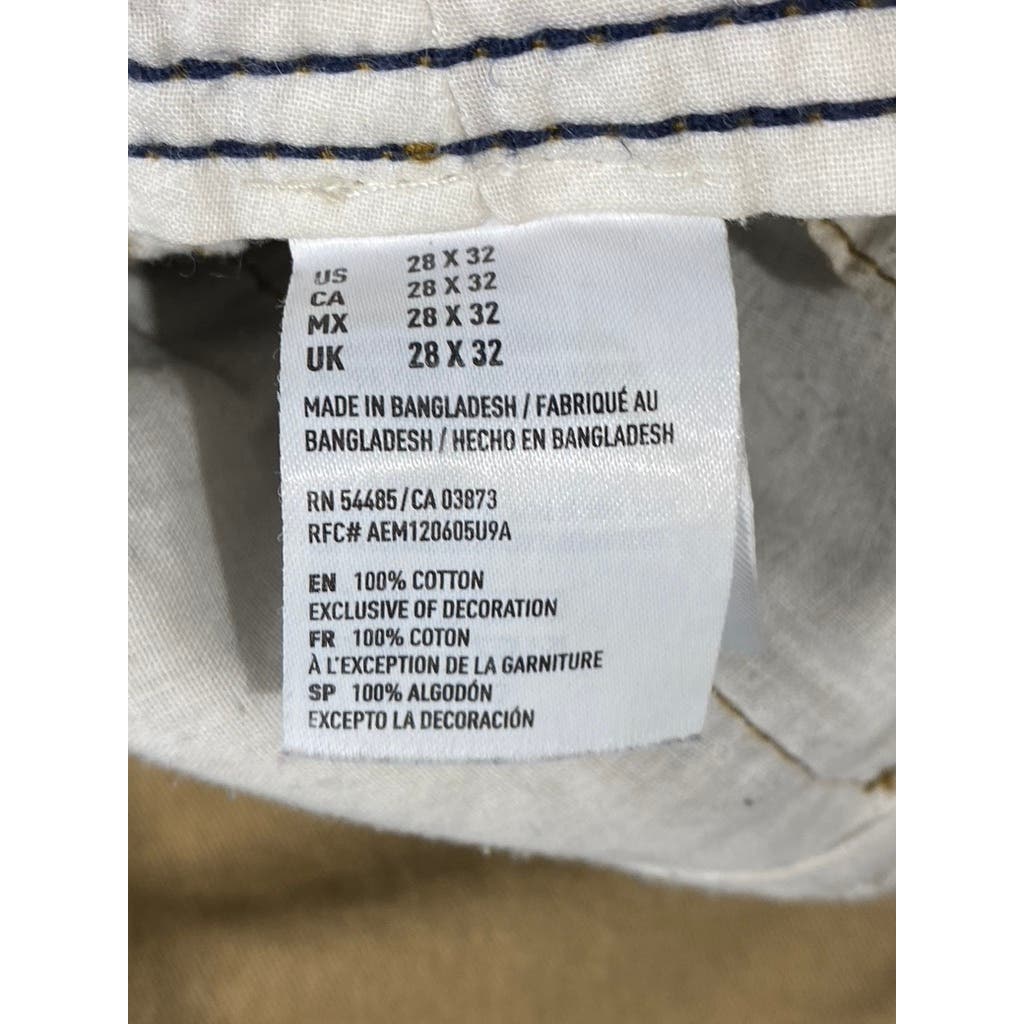 US 28 X 32
CA 28 X 32
MX 28 X 32
UK 28 X 32
MADE IN BANGLADESH / FABRIQUÉ AU
BANGLADESH / HECHO EN BANGLADESH
RN 54485/CA 03873
RFC# AEM120605U9A
EN 100% COTTON
EXCLUSIVE OF DECORATION
FR 100% COTON
À L'EXCEPTION DE LA GARNITURE
SP 100% ALGODÓN
EXCEPTO LA DECORACIÓN